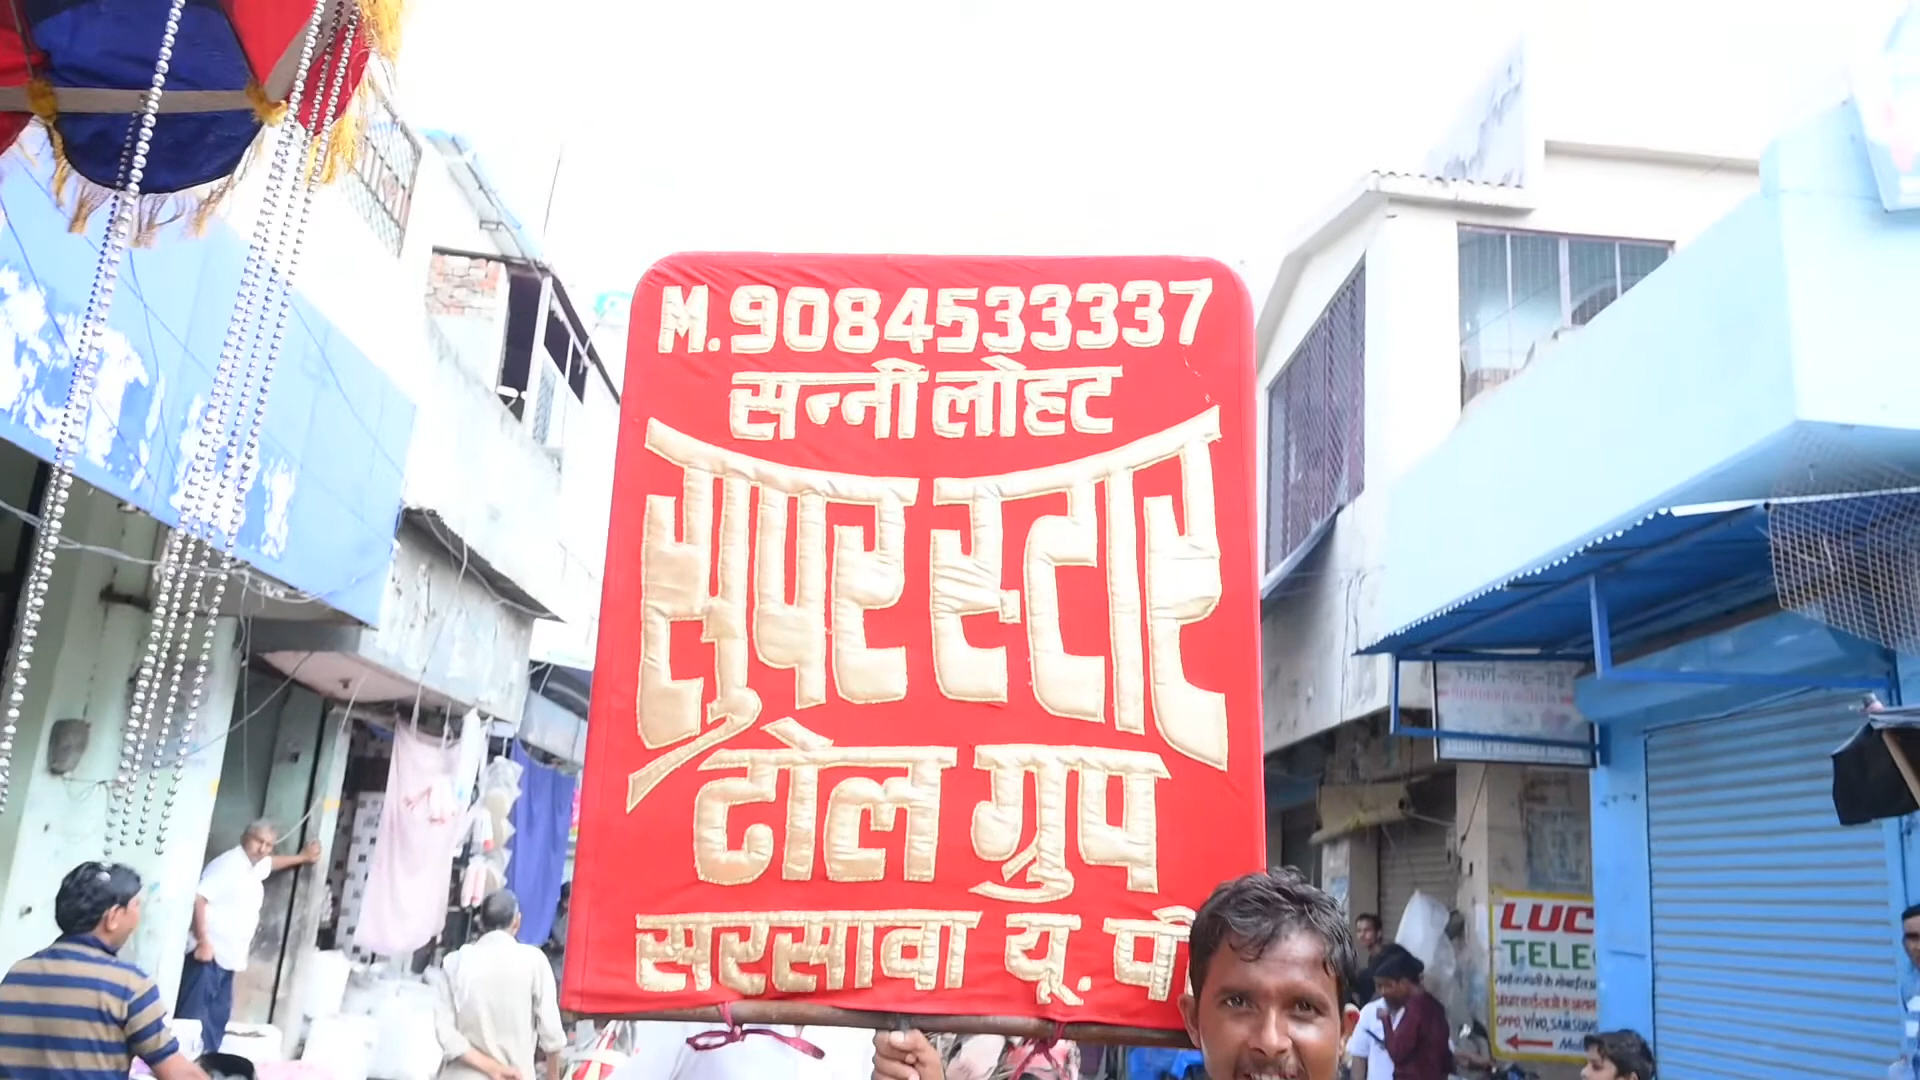 M.9084533337
सन्नी लोहट
सुपर स्टार
ढोल ग्रुप
सरसावा यू. पी
LUC
TELE
OPPO, VIVO, SAMSUNG